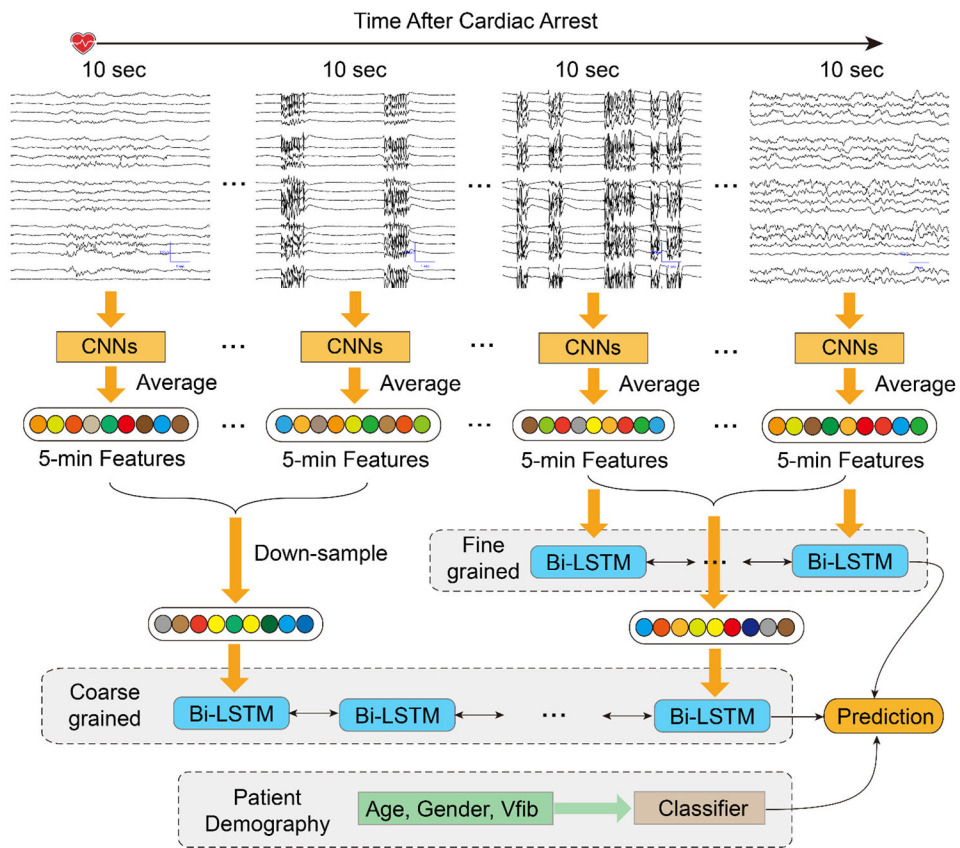 Time After Cardiac Arrest
10 sec 10 sec 10 sec 10 sec
... ... ...
CNNs ... CNNs ... CNNs ... CNNs
Average Average Average Average
... ... ...
5-min Features 5-min Features 5-min Features 5-min Features
Down-sample
Fine
grained
Bi-LSTM ... Bi-LSTM
Coarse
grained
Bi-LSTM Bi-LSTM ... Bi-LSTM
Prediction
Patient
Demography
Age, Gender, Vfib
Classifier